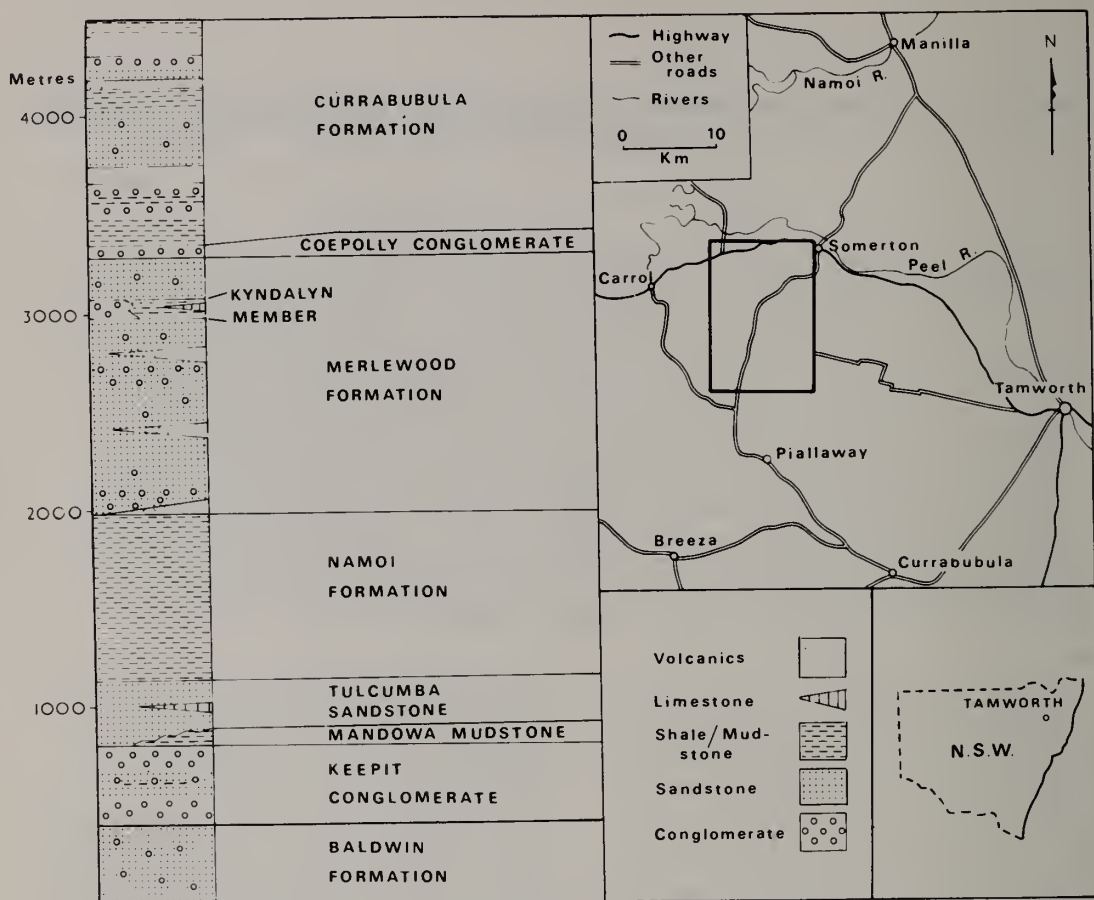 Metres
4000
3000
2000
1000
CURRABUBULA
FORMATION
COEPOLLY CONGLOMERATE
KYNDALYN
MEMBER
MERLEWOOD
FORMATION
NAMOI
FORMATION
TULCUMBA
SANDSTONE
MANDOWA MUDSTONE
KEEPIT
CONGLOMERATE
BALDWIN
FORMATION
Highway
Other
roads
Rivers
0 10
Km
Manilla
Namoi R.
N
Somerton
Peel R.
Carrol
Tamworth
Piallaway
Breeza
Currabubula
Volcanics
Limestone
Shale/Mud-
stone
Sandstone
Conglomerate
TAMWORTH
N.S.W.